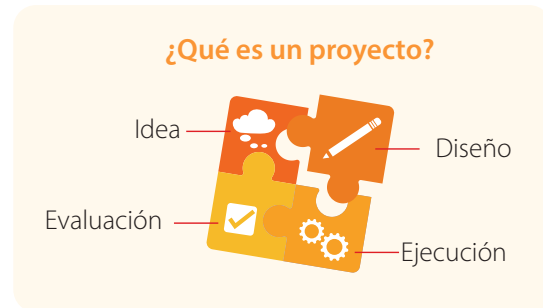 ¿Qué es un proyecto?
Idea
Diseño
Evaluación
Ejecución